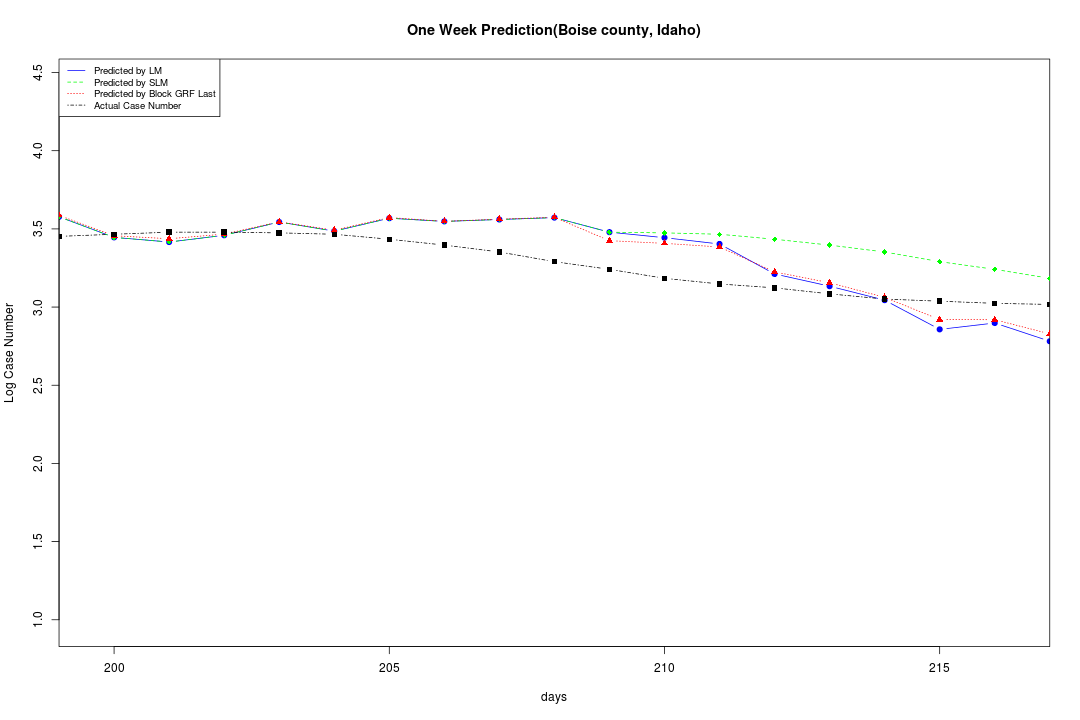 One Week Prediction(Boise county, Idaho)
Predicted by LM
Predicted by SLM
Predicted by Block GRF Last
Actual Case Number
4.5
4.0
3.5
3.0
2.5
2.0
1.5
1.0
Log Case Number
200
205
210
215
days